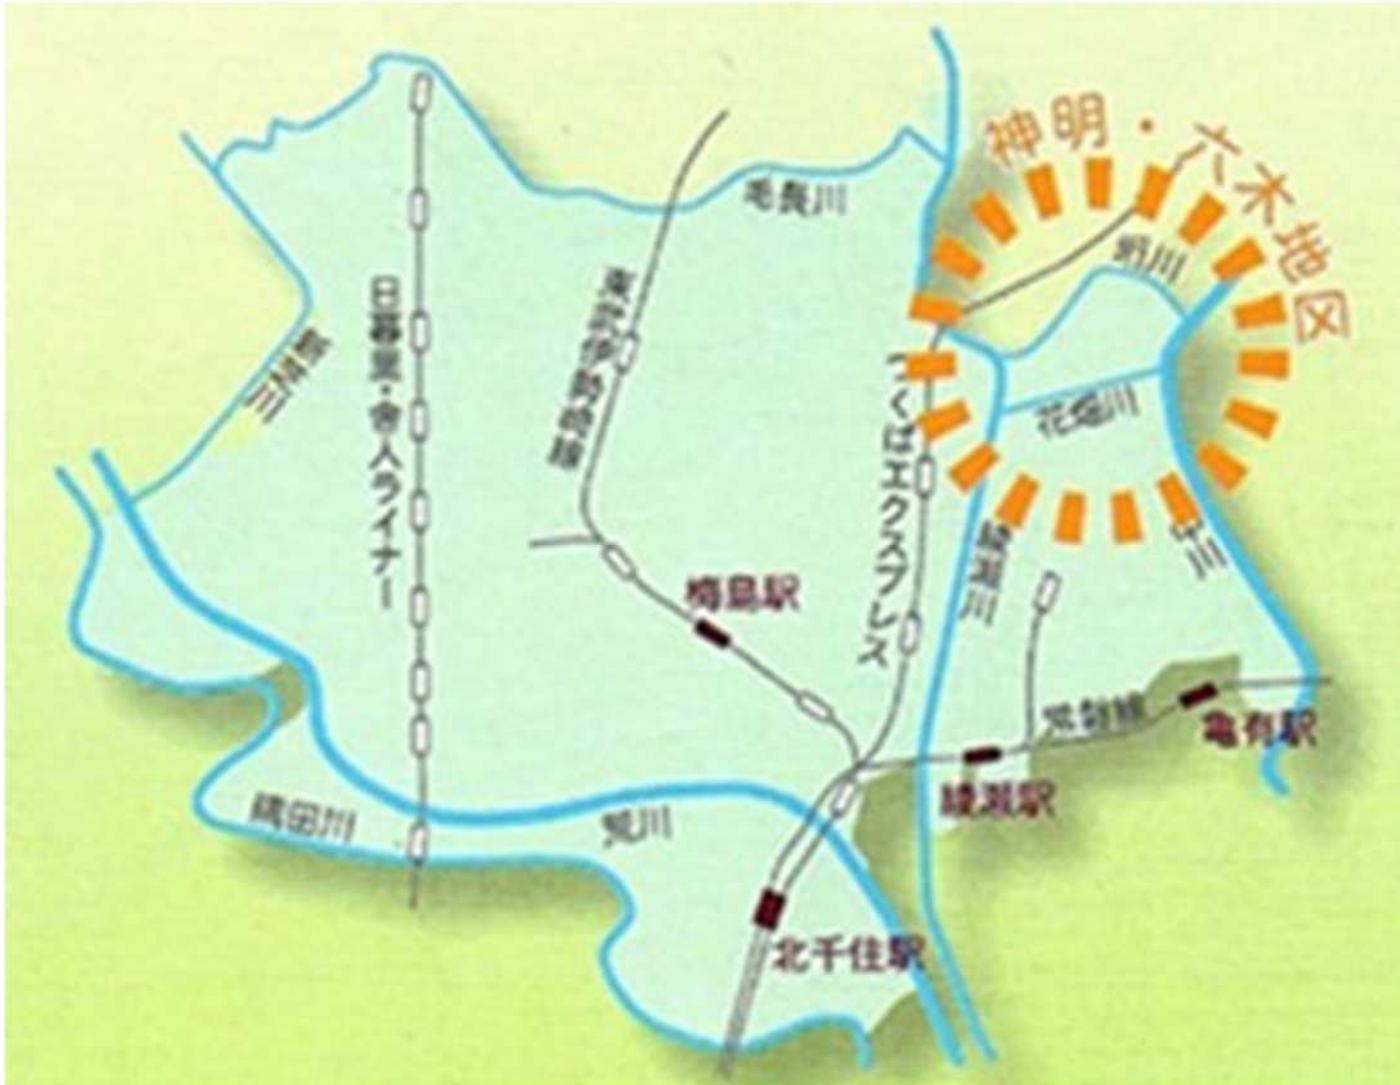 神明・六木地区
毛長川
垳川
日暮里・舎人ライナー
東武伊勢崎線
つくばエクスプレス
花畑川
綾瀬川
中川
梅島駅
常磐線
亀有駅
綾瀬駅
隅田川
荒川
北千住駅